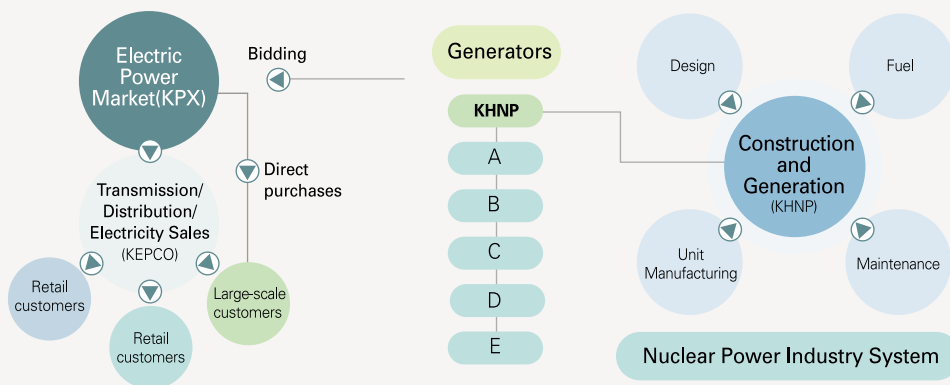 Electric
Power
Market(KPX)
Bidding
Direct
purchases
Transmission/
Distribution/
Electricity Sales
(KEPCO)
Retail
customers
Retail
customers
Large-scale
customers
Generators
KHNP
A
B
C
D
E
Design
Fuel
Construction
and
Generation
(KHNP)
Unit
Manufacturing
Maintenance
Nuclear Power Industry System